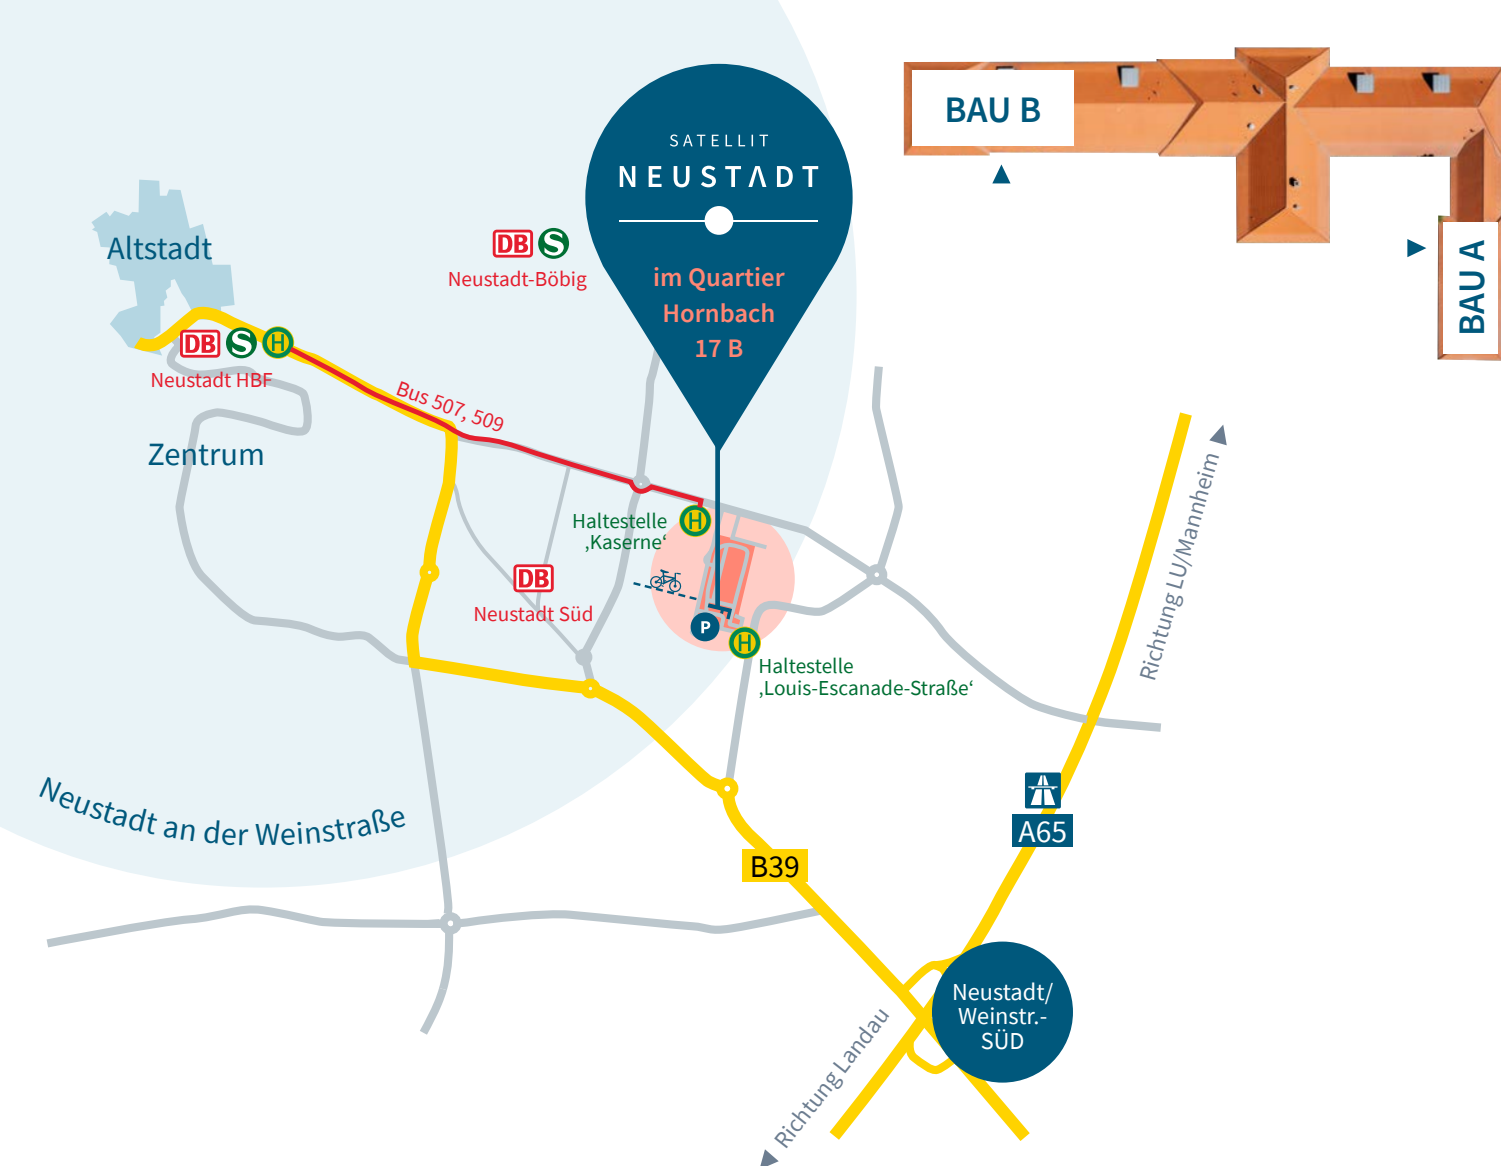 SATELLIT
NEUSTADT
im Quartier
Hornbach
17 B
BAU B
BAU A
Altstadt
DB S
Neustadt-Böbig
DB S H
Neustadt HBF
Bus 507, 509
Zentrum
Haltestelle
‚Kaserne‘
H
DB
Neustadt Süd
P
H
Haltestelle
‚Louis-Escanade-Straße‘
Richtung LU/Mannheim
Neustadt an der Weinstraße
A65
B39
Neustadt/
Weinstr.-
SÜD
Richtung Landau